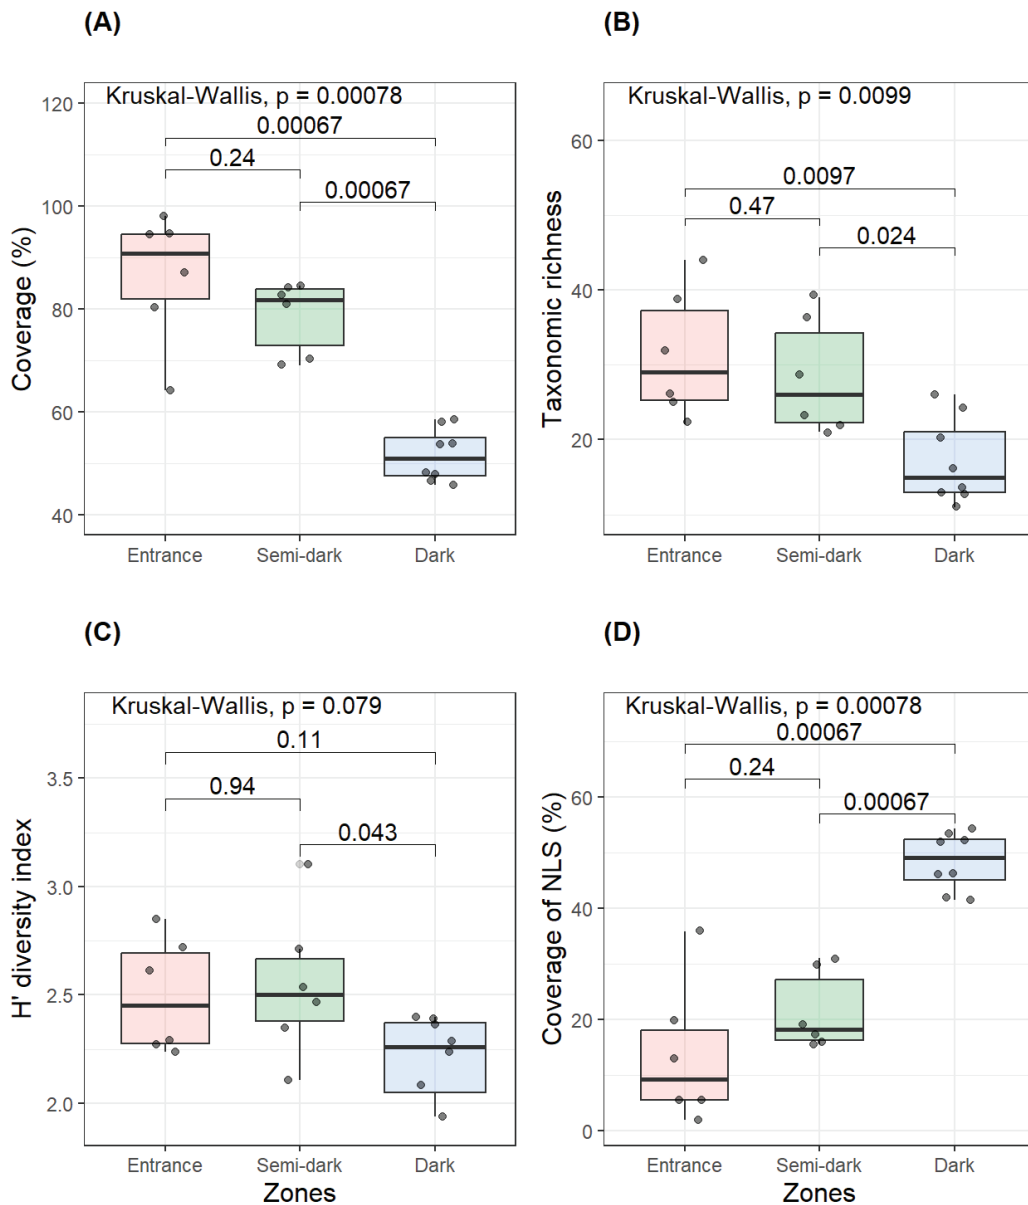 (A)
Kruskal-Wallis, p = 0.00078
0.00067
0.24
0.00067
120
100
80
60
40
Coverage (%)
Entrance Semi-dark Dark
(B)
Kruskal-Wallis, p = 0.0099
0.0097
0.47
0.024
60
40
20
Taxonomic richness
Entrance Semi-dark Dark
(C)
Kruskal-Wallis, p = 0.079
0.11
0.94
0.043
3.5
3.0
2.5
2.0
H' diversity index
Entrance Semi-dark Dark
Zones
(D)
Kruskal-Wallis, p = 0.00078
0.00067
0.24
0.00067
60
40
20
0
Coverage of NLS (%)
Entrance Semi-dark Dark
Zones